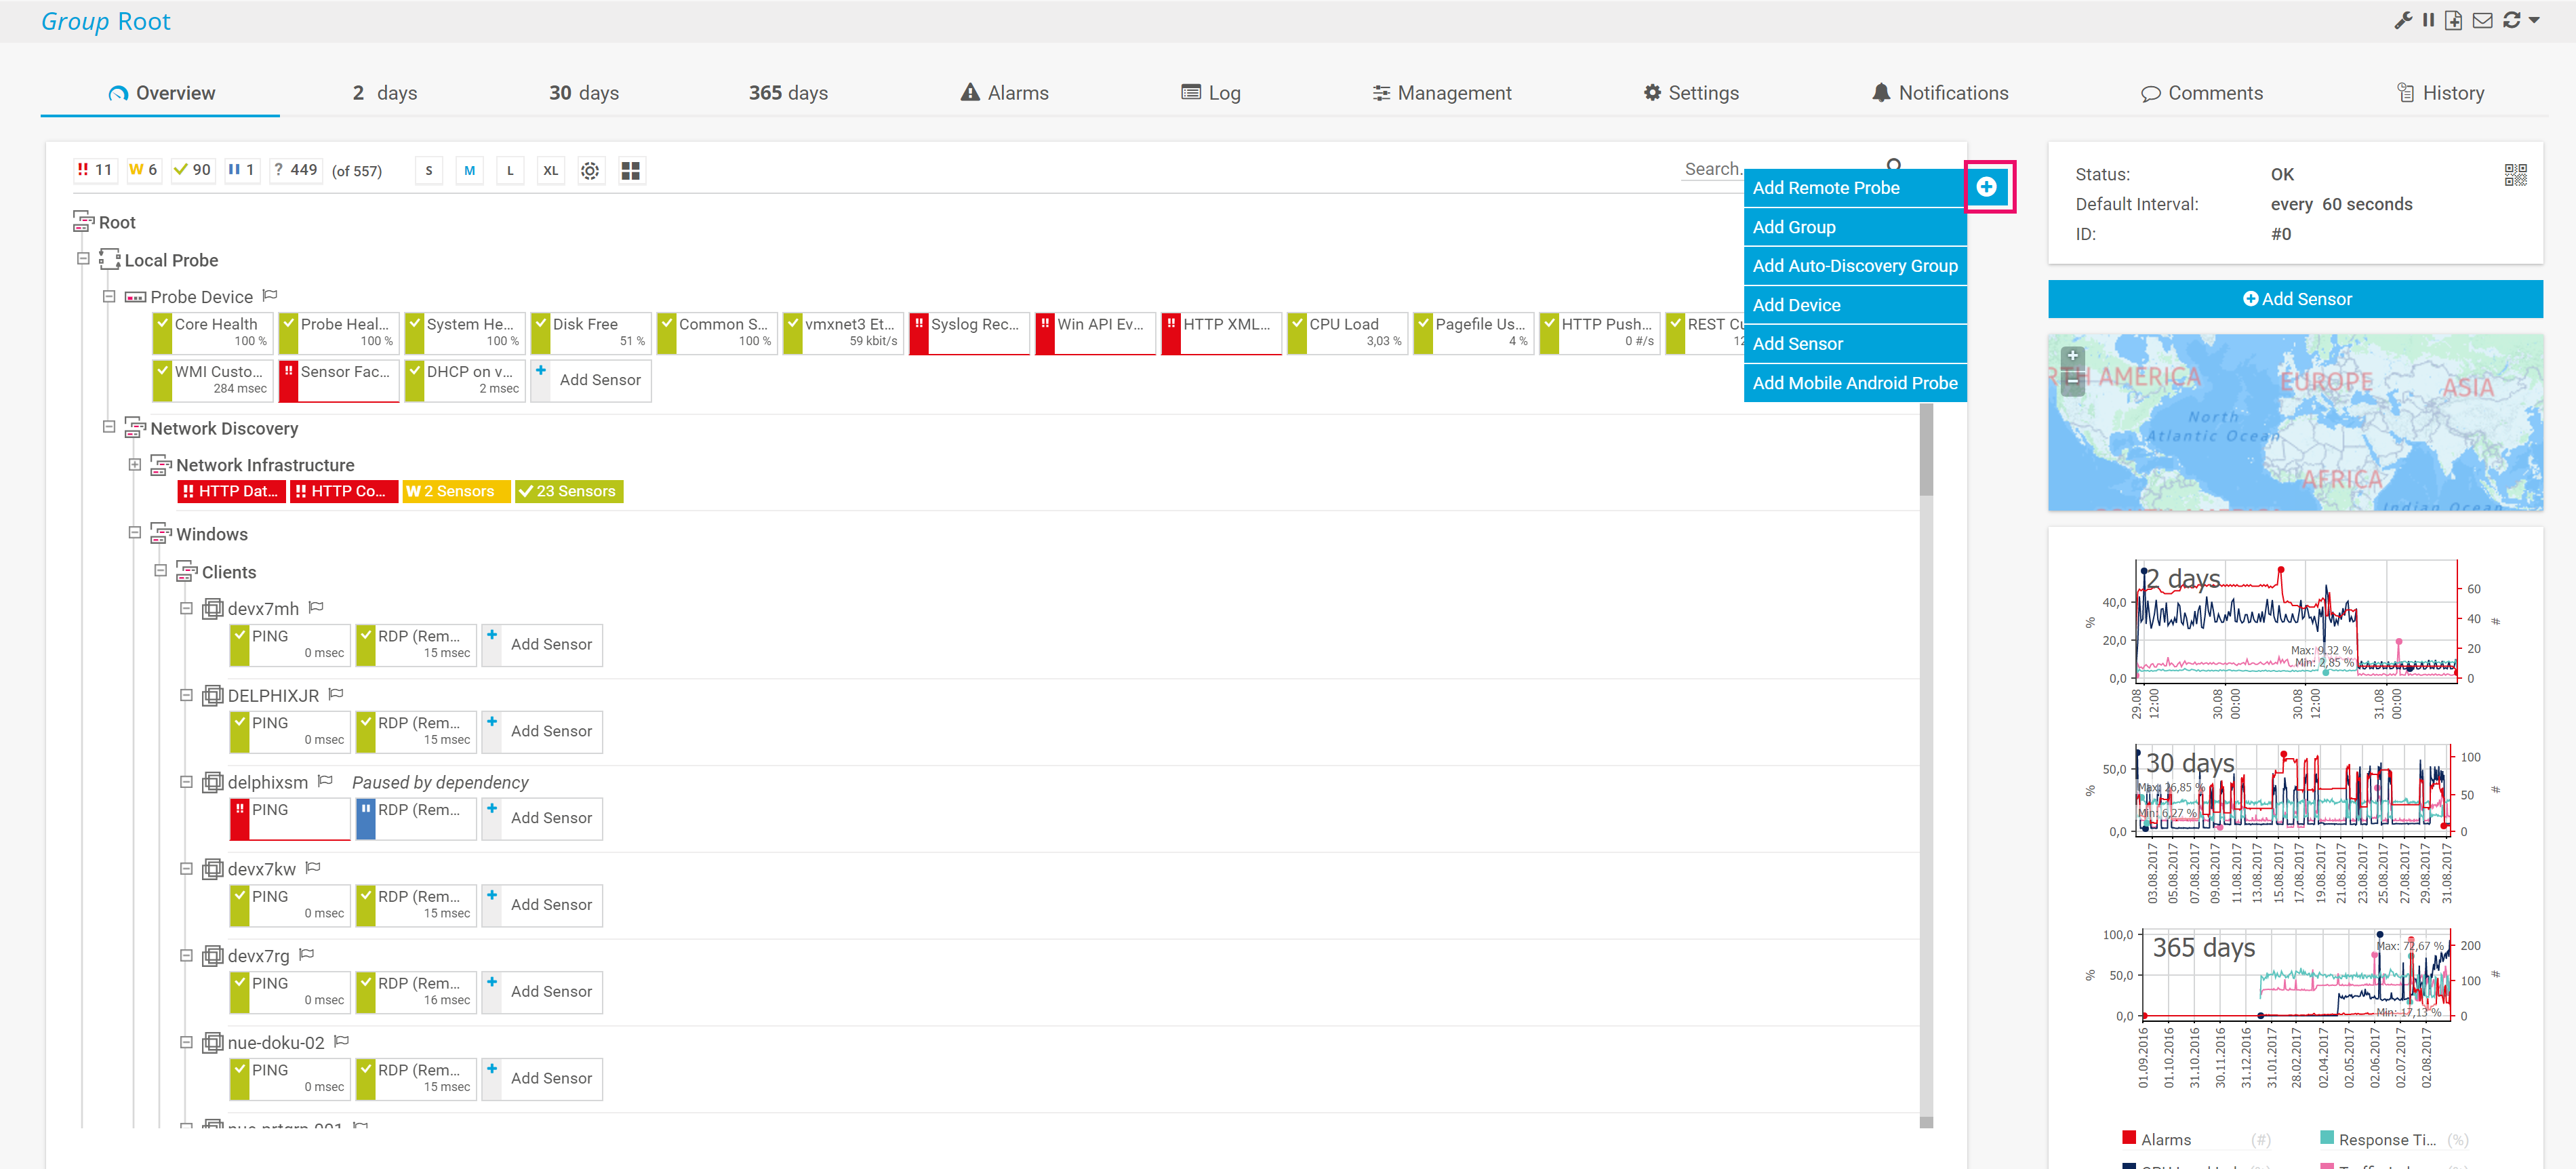 Group Root
Overview
2 days
30 days
365 days
Alarms
Log
Management
Settings
Notifications
Comments
History
!! 11
W 6
90
1
? 449
(of 557)
S
M
L
XL
Search.
Add Remote Probe
Add Group
Add Auto-Discovery Group
Add Device
Add Sensor
Add Mobile Android Probe
Root
Local Probe
Probe Device
Core Health
100 %
Probe Heal...
100 %
System He...
100 %
Disk Free
51 %
Common S...
100 %
vmxnet3 Et...
59 kbit/s
!! Syslog Rec...
!! Win API Ev...
!! HTTP XML...
CPU Load
3,03 %
Pagefile Us...
4 %
HTTP Push...
0 #/s
REST Cu
12
WMI Custo...
284 msec
!! Sensor Fac...
DHCP on v...
2 msec
+ Add Sensor
Network Discovery
Network Infrastructure
!! HTTP Dat...
!! HTTP Co...
W 2 Sensors
23 Sensors
Windows
Clients
devx7mh
PING
0 msec
RDP (Rem...
15 msec
+ Add Sensor
DELPHIXJR
PING
0 msec
RDP (Rem...
15 msec
+ Add Sensor
delphixsm Paused by dependency
!! PING
RDP (Rem...
+ Add Sensor
devx7kw
PING
0 msec
RDP (Rem...
15 msec
+ Add Sensor
devx7rg
PING
0 msec
RDP (Rem...
16 msec
+ Add Sensor
nue-doku-02
PING
0 msec
RDP (Rem...
15 msec
+ Add Sensor
Status: OK
Default Interval: every 60 seconds
ID: #0
Add Sensor
RTH AMERICA
EUROPE
ASIA
North
Atlantic Ocean
AFRICA
Indian Ocean
2 days
40,0
20,0
0,0
%
60
40
20
0
#
Max: 9,32 %
Min: 2,85 %
29.08
12:00
30.08
00:00
30.08
12:00
31.08
00:00
30 days
50,0
0,0
%
100
50
0
#
Max: 26,85 %
Min: 6,27 %
03.08.2017
05.08.2017
07.08.2017
09.08.2017
11.08.2017
13.08.2017
15.08.2017
17.08.2017
19.08.2017
21.08.2017
23.08.2017
25.08.2017
27.08.2017
29.08.2017
31.08.2017
365 days
100,0
50,0
0,0
%
200
100
0
#
Max: 72,67 %
Min: 17,13 %
01.09.2016
01.10.2016
31.10.2016
30.11.2016
31.12.2016
31.01.2017
28.02.2017
02.04.2017
02.05.2017
02.06.2017
02.07.2017
02.08.2017
Alarms (#)
Response Ti... (%)